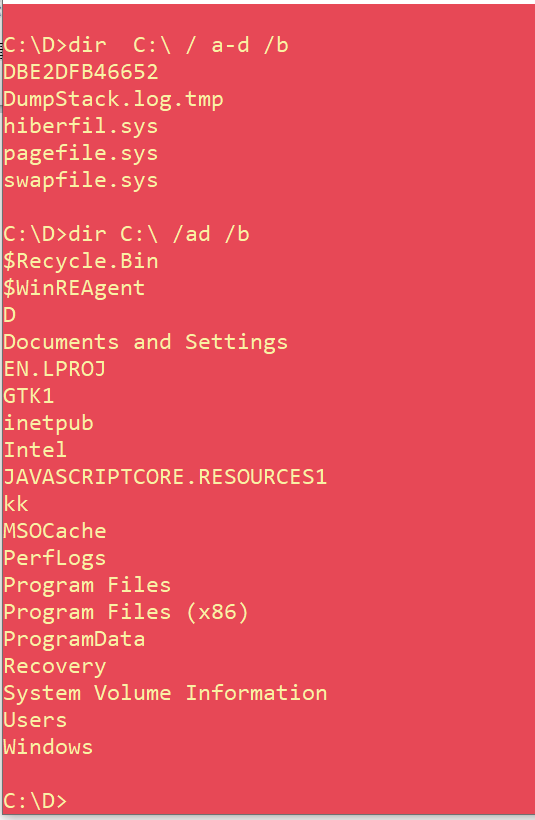 C:\D>dir  C:\ / a-d /b
DBE2DFB46652
DumpStack.log.tmp
hiberfil.sys
pagefile.sys
swapfile.sys
C:\D>dir C:\ /ad /b
$Recycle.Bin
$WinREAgent
D
Documents and Settings
EN.LPROJ
GTK1
inetpub
Intel
JAVASCRIPTCORE.RESOURCES1
kk
MSOCache
PerfLogs
Program Files
Program Files (x86)
ProgramData
Recovery
System Volume Information
Users
Windows
C:\D>